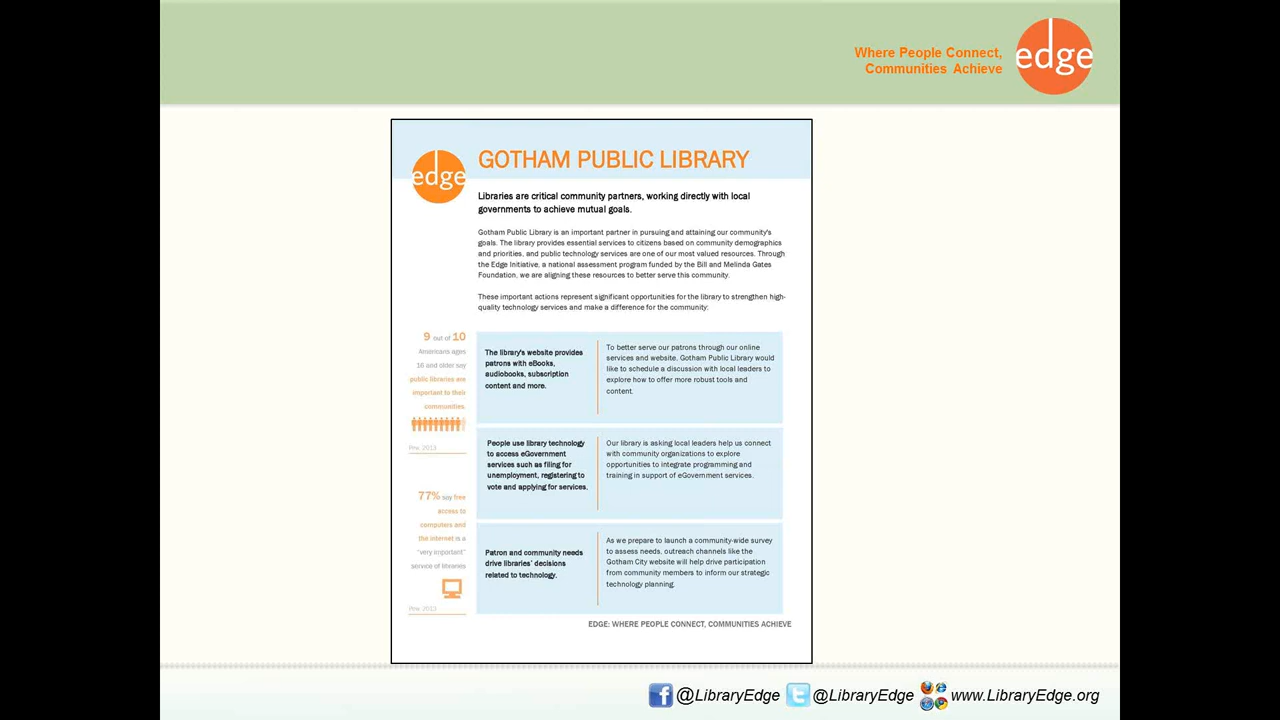 Where People Connect,
Communities Achieve
edge
edge
GOTHAM PUBLIC LIBRARY
Libraries are critical community partners, working directly with local
governments to achieve mutual goals.
Gotham Public Library is an important partner in pursuing and attaining our community's
goals. The library provides essential services to citizens based on community demographics
and priorities, and public technology services are one of our most valued resources. Through
the Edge Initiative, a national assessment program funded by the Bill and Melinda Gates
Foundation, we are aligning these resources to better serve this community.
These important actions represent significant opportunities for the library to strengthen high-
quality technology services and make a difference for the community:
9 out of 10
Americans ages
16 and older say
public libraries are
important to their
communities.
Pew 2013
77% say free
access to
computers and
the internet is a
"very important"
service of libraries
Pew 2013
The library's website provides
patrons with eBooks,
audiobooks, subscription
content and more.
To better serve our patrons through our online
services and website, Gotham Public Library would
like to schedule a discussion with local leaders to
explore how to offer more robust tools and
content.
People use library technology
to access eGovernment
services such as filing for
unemployment, registering to
vote and applying for services.
Our library is asking local leaders help us connect
with community organizations to explore
opportunities to integrate programming and
training in support of eGovernment services.
Patron and community needs
drive libraries' decisions
related to technology.
As we prepare to launch a community-wide survey
to assess needs, outreach channels like the
Gotham City website will help drive participation
from community members to inform our strategic
technology planning.
EDGE: WHERE PEOPLE CONNECT, COMMUNITIES ACHIEVE
@LibraryEdge @LibraryEdge www.LibraryEdge.org